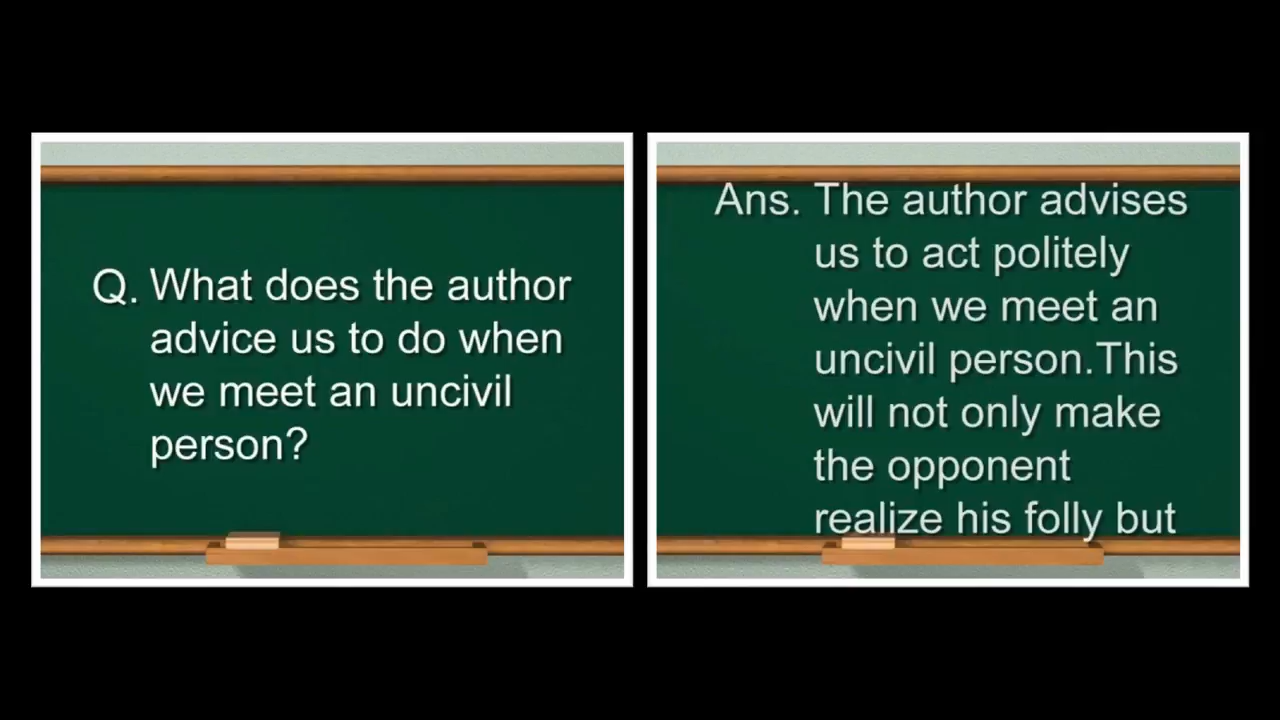 Q. What does the author
advice us to do when
we meet an uncivil
person?
Ans. The author advises
us to act politely
when we meet an
uncivil person.This
will not only make
the opponent
realize his folly but